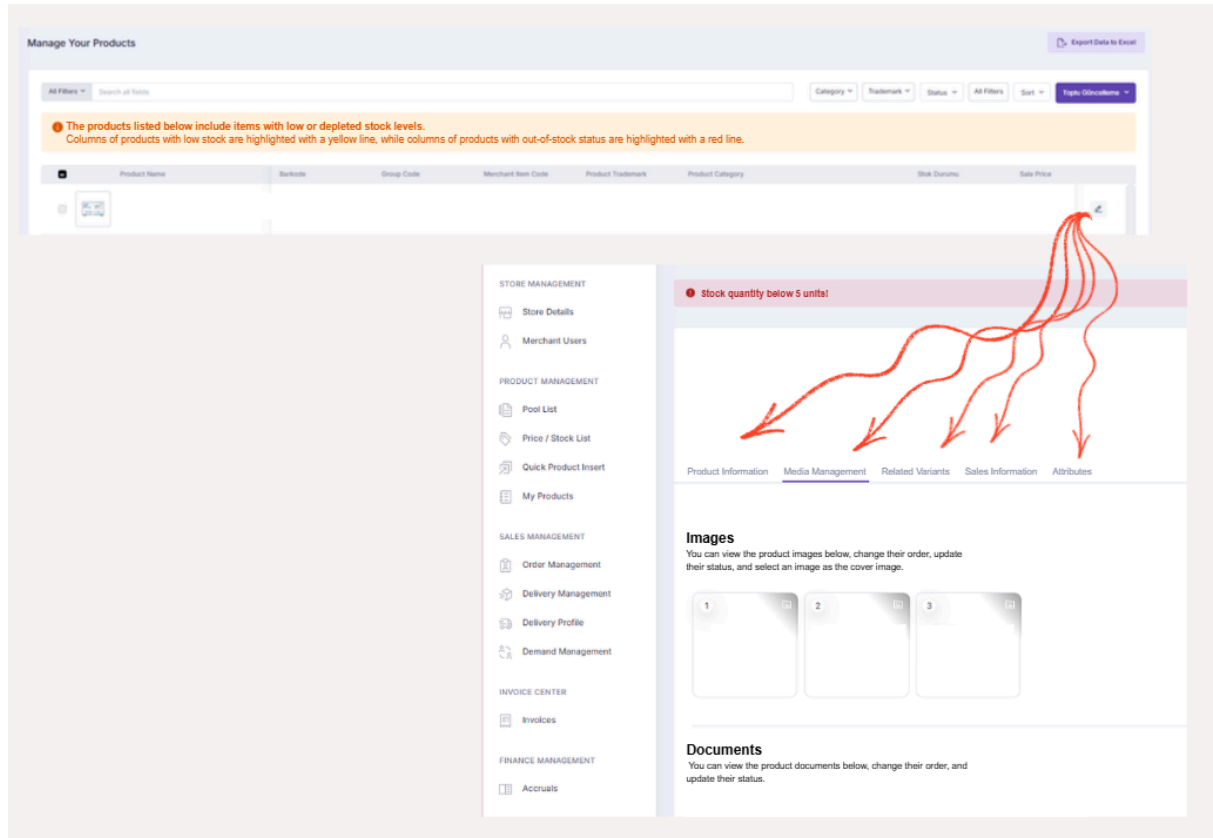 Manage Your Products
Export Data to Excel
All Filters
Search all fields
Category
Trademark
Status
All Filters
Sort
Toplu Güncelleme
The products listed below include items with low or depleted stock levels.
Columns of products with low stock are highlighted with a yellow line, while columns of products with out-of-stock status are highlighted with a red line.
Product Name
Barkode
Group Code
Merchant Item Code
Product Trademark
Product Category
Stok Durumu
Sale Price
STORE MANAGEMENT
Store Details
Merchant Users
PRODUCT MANAGEMENT
Pool List
Price / Stock List
Quick Product Insert
My Products
SALES MANAGEMENT
Order Management
Delivery Management
Delivery Profile
Demand Management
INVOICE CENTER
Invoices
FINANCE MANAGEMENT
Accruals
Stock quantity below 5 units!
Product Information
Media Management
Related Variants
Sales Information
Attributes
Images
You can view the product images below, change their order, update
their status, and select an image as the cover image.
1
2
3
Documents
You can view the product documents below, change their order, and
update their status.